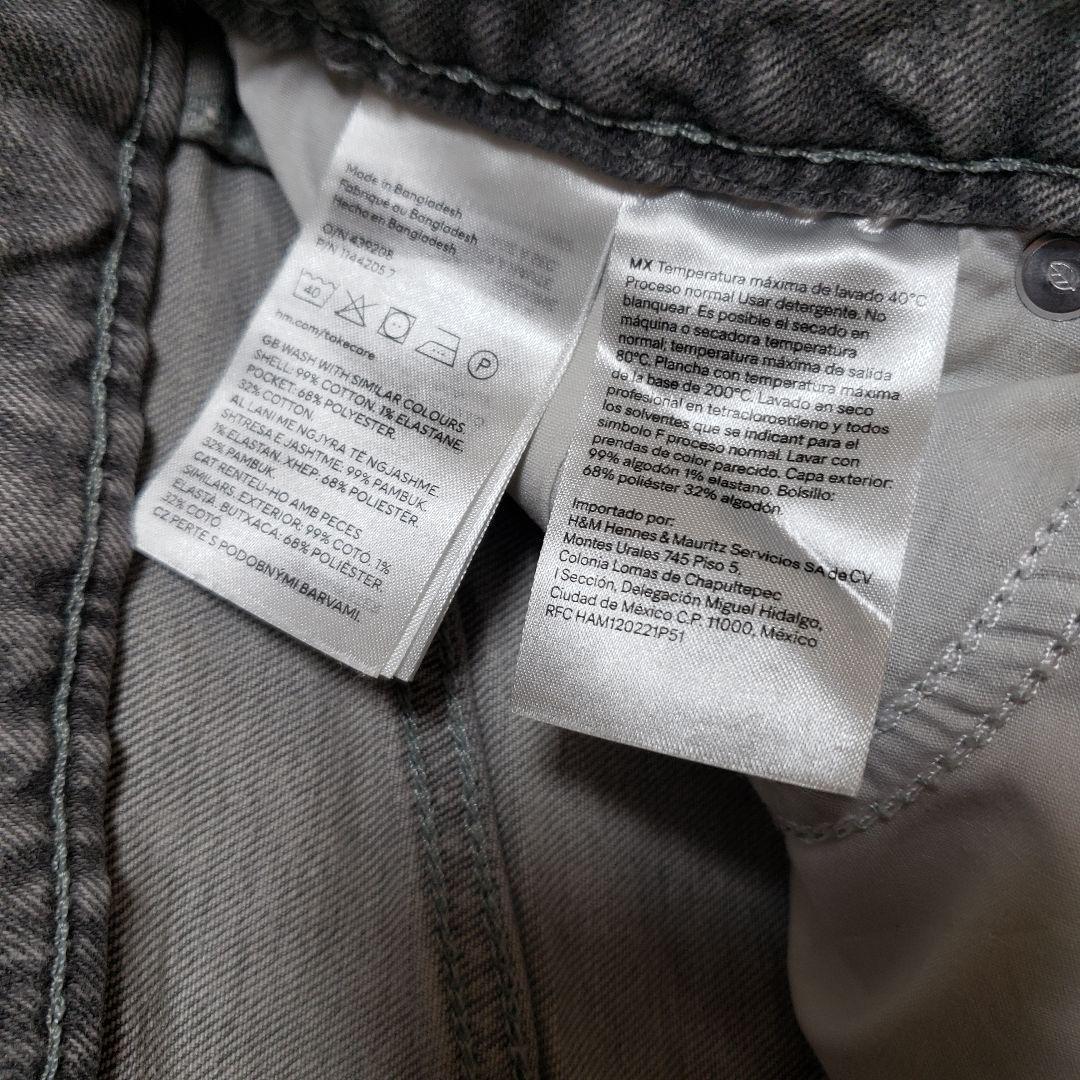 Made in Bangladesh
Fabriqué au Bangladesh
Hecho en Bangladesh
O/N 439208
P/N 1144205 7
40
P
hm.com/takecare
GB WASH WITH SIMILAR COLOURS
SHELL: 99% COTTON, 1% ELASTANE.
POCKET: 68% POLYESTER,
32% COTTON.
AL LANI ME NGJYRA TË NGJASHME.
SHTRESA E JASHTME: 99% PAMBUK,
1% ELASTAN. XHEP: 68% POLIESTER,
32% PAMBUK.
CAT RENTEU-HO AMB PECES
SIMILARS. EXTERIOR: 99% COTÓ, 1%
ELASTÀ. BUTXACA: 68% POLIÈSTER,
32% COTÓ
CZ PERTE S PODOBNÝMI BARVAMI.
MX Temperatura máxima de lavado 40°C
Proceso normal Usar detergente. No
blanquear. Es posible el secado en
máquina o secadora temperatura
normal, temperatura máxima de salida
80°C. Plancha con temperatura máxima
de la base de 200°C. Lavado en seco
profesional en tetracloroetileno y todos
los solventes que se indicant para el
símbolo F proceso normal. Lavar con
prendas de color parecido. Capa exterior:
99% algodón 1% elastano. Bolsillo:
68% poliéster 32% algodón.
Importado por:
H&M Hennes & Mauritz Servicios SA de CV
Montes Urales 745 Piso 5,
Colonia Lomas de Chapultepec
I Sección, Delegación Miguel Hidalgo,
Ciudad de México C.P. 11000, México
RFC HAM120221P51